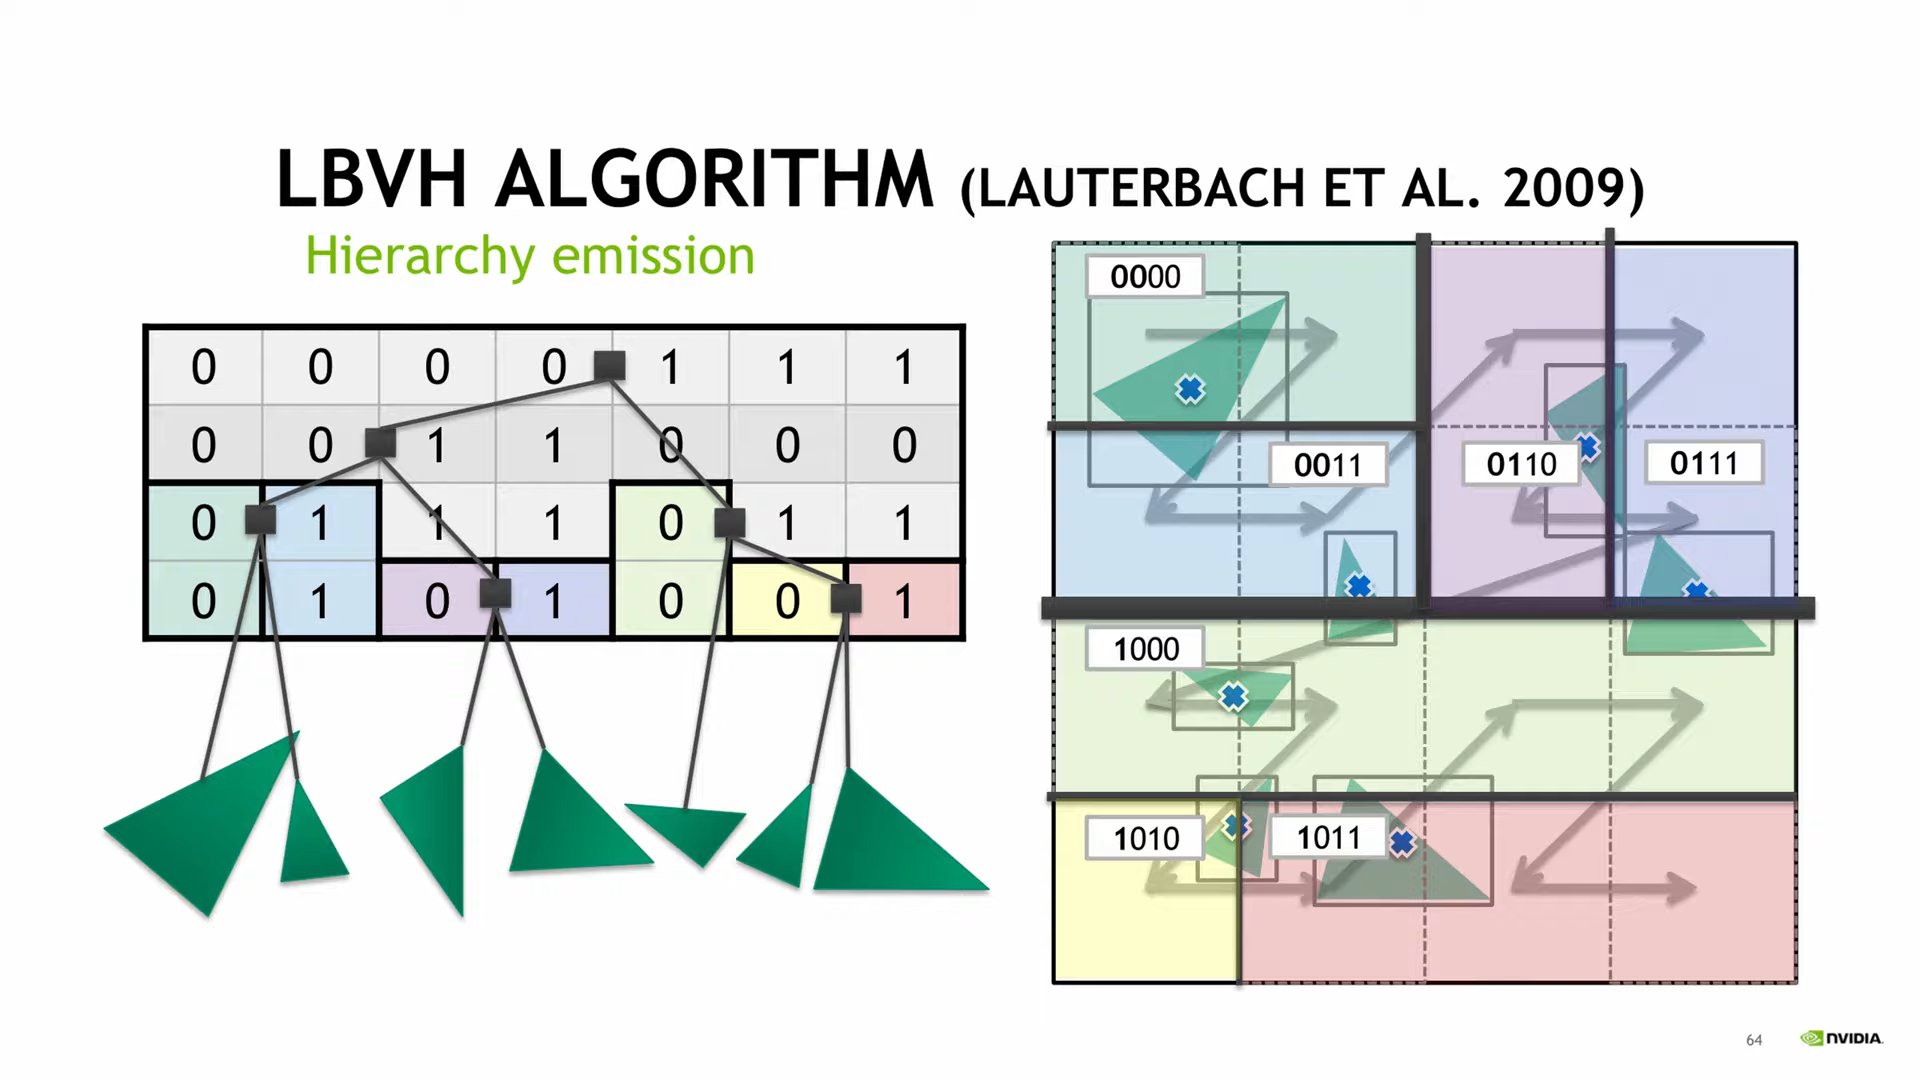 LBVH ALGORITHM (LAUTERBACH ET AL. 2009)
Hierarchy emission
0 0 0 0 1 1 1
0 0 1 1 0 0 0
0 1 1 1 0 1 1
0 1 0 1 0 0 1
0000
0011 0110 0111
1000
1010 1011
64 NVIDIA.